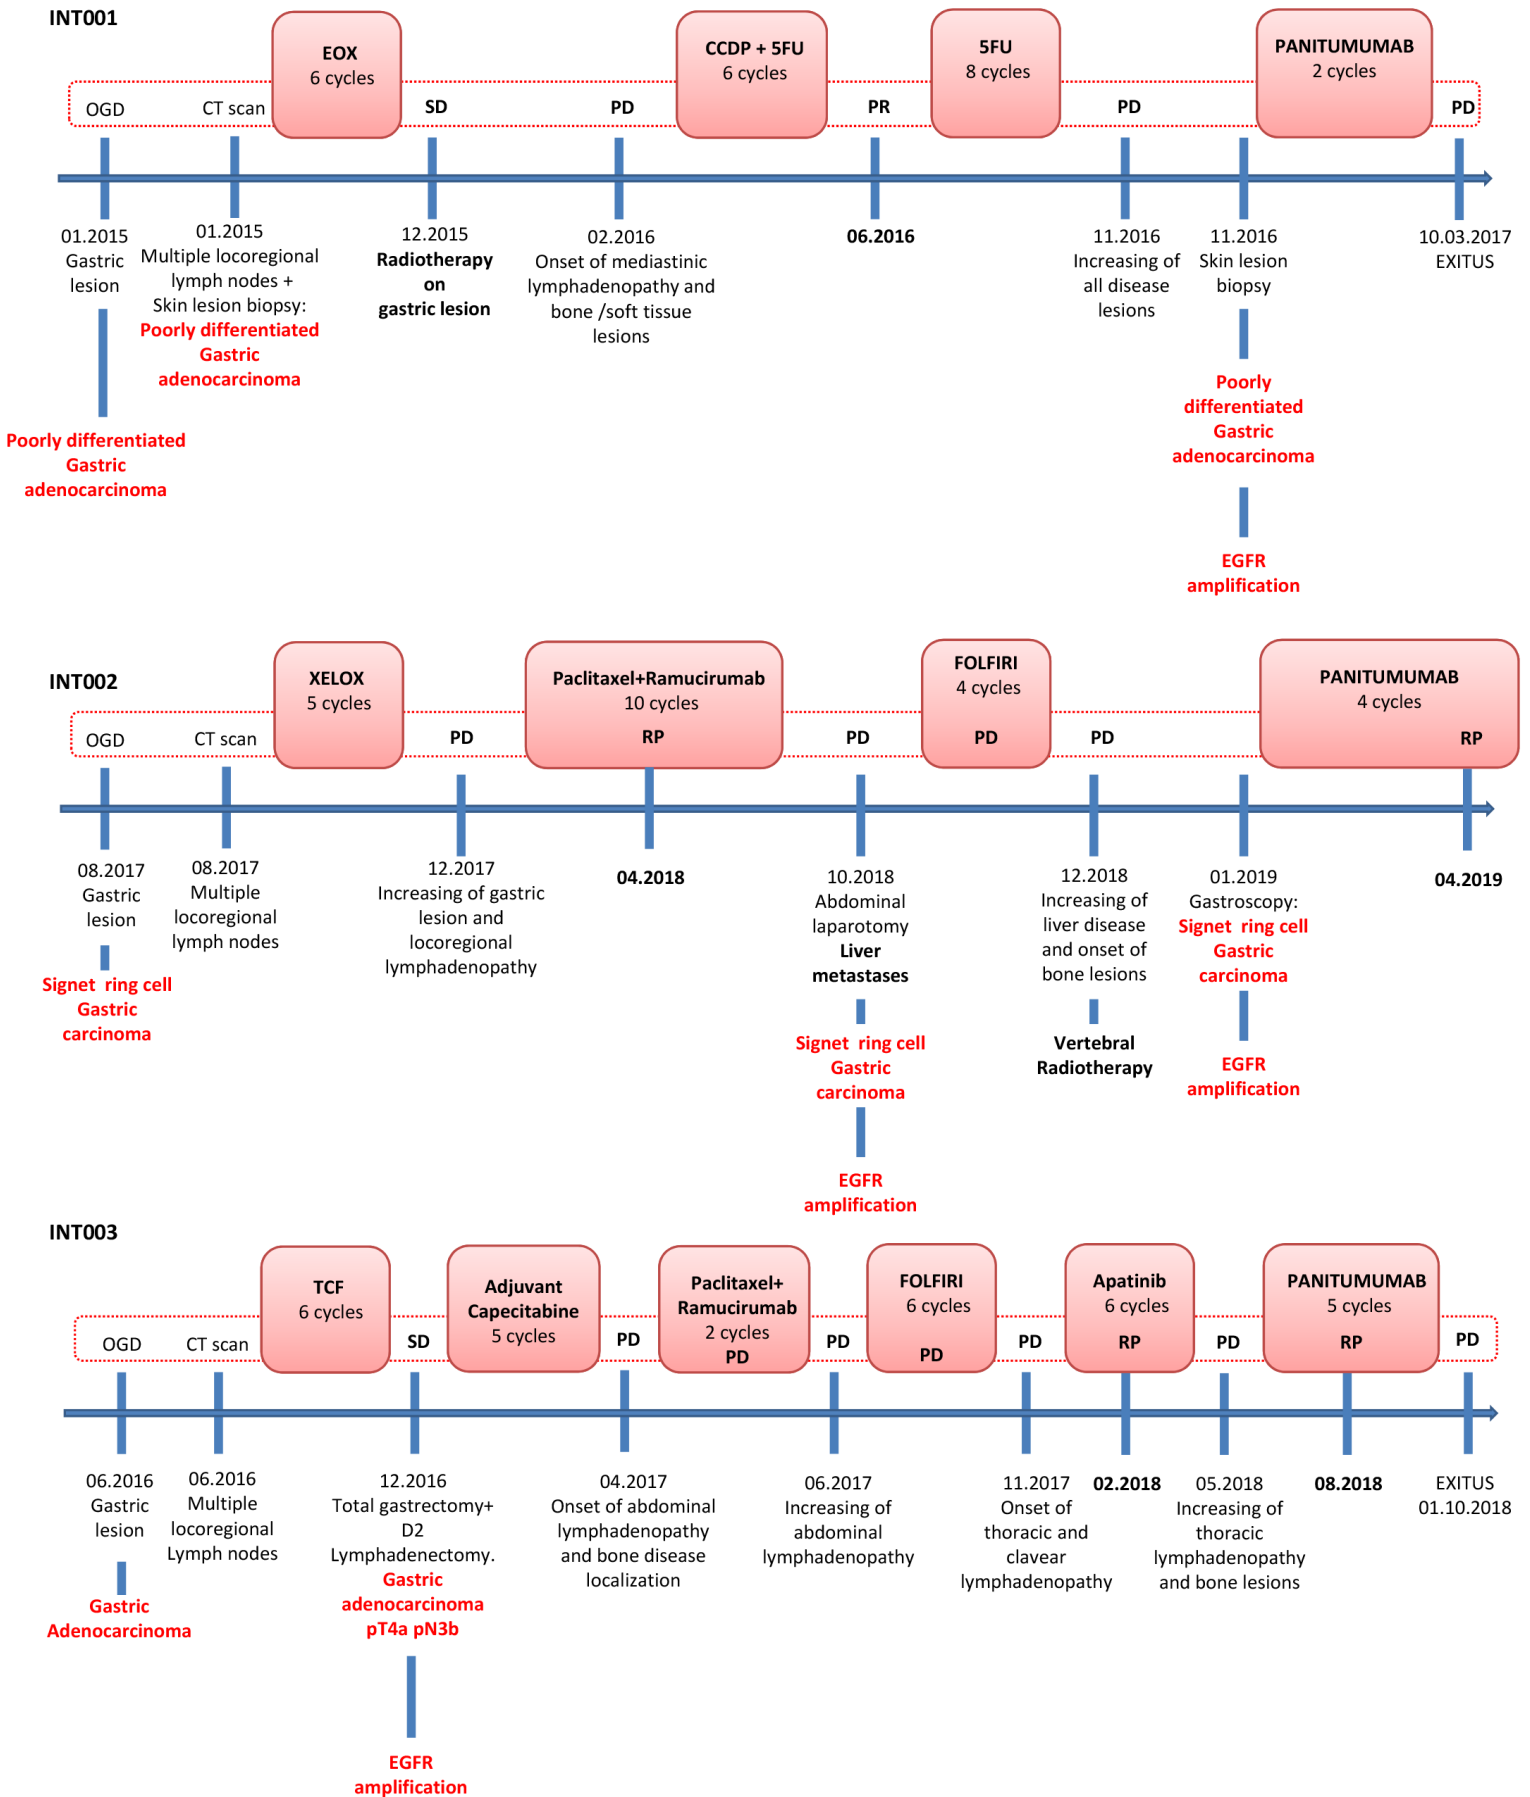 INT001
EOX
6 cycles
CCDP + 5FU
6 cycles
5FU
8 cycles
PANITUMUMAB
2 cycles
OGD
CT scan
SD
PD
PR
PD
PD
01.2015
Gastric
lesion
Poorly differentiated
Gastric
adenocarcinoma
01.2015
Multiple locoregional
lymph nodes +
Skin lesion biopsy:
Poorly differentiated
Gastric
adenocarcinoma
12.2015
Radiotherapy
on
gastric lesion
02.2016
Onset of mediastinic
lymphadenopathy and
bone /soft tissue
lesions
06.2016
11.2016
Increasing of
all disease
lesions
11.2016
Skin lesion
biopsy
Poorly
differentiated
Gastric
adenocarcinoma
EGFR
amplification
10.03.2017
EXITUS
INT002
XELOX
5 cycles
Paclitaxel+Ramucirumab
10 cycles
RP
FOLFIRI
4 cycles
PD
PANITUMUMAB
4 cycles
RP
OGD
CT scan
PD
PD
PD
08.2017
Gastric
lesion
Signet ring cell
Gastric
carcinoma
08.2017
Multiple
locoregional
lymph nodes
12.2017
Increasing of gastric
lesion and
locoregional
lymphadenopathy
04.2018
10.2018
Abdominal
laparotomy
Liver
metastases
Signet ring cell
Gastric
carcinoma
EGFR
amplification
12.2018
Increasing of
liver disease
and onset of
bone lesions
Vertebral
Radiotherapy
01.2019
Gastroscopy:
Signet ring cell
Gastric
carcinoma
EGFR
amplification
04.2019
INT003
TCF
6 cycles
Adjuvant
Capecitabine
5 cycles
Paclitaxel+
Ramucirumab
2 cycles
PD
FOLFIRI
6 cycles
PD
Apatinib
6 cycles
RP
PANITUMUMAB
5 cycles
RP
OGD
CT scan
SD
PD
PD
PD
PD
PD
06.2016
Gastric
lesion
Gastric
Adenocarcinoma
06.2016
Multiple
locoregional
Lymph nodes
12.2016
Total gastrectomy+
D2
Lymphadenectomy.
Gastric
adenocarcinoma
pT4a pN3b
EGFR
amplification
04.2017
Onset of abdominal
lymphadenopathy
and bone disease
localization
06.2017
Increasing of
abdominal
lymphadenopathy
11.2017
Onset of
thoracic and
clavear
lymphadenopathy
02.2018
05.2018
Increasing of
thoracic
lymphadenopathy
and bone lesions
08.2018
EXITUS
01.10.2018